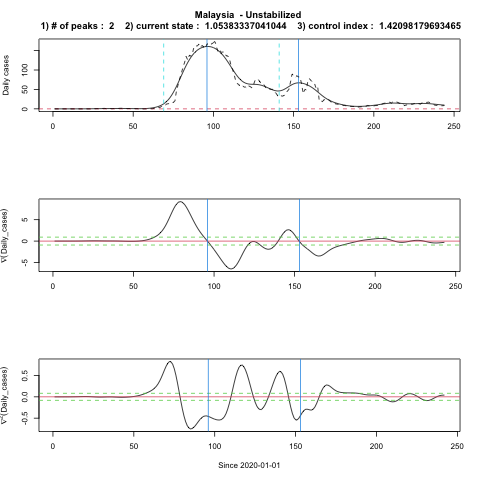 Malaysia - Unstabilized
1) # of peaks : 2 2) current state : 1.05383337041044 3) control index : 1.42098179693465
Daily cases
0 50 100
0 50 100 150 200 250
∇(Daily_cases)
-5 0 5
0 50 100 150 200 250
∇²(Daily_cases)
-0.5 0.0 0.5
0 50 100 150 200 250
Since 2020-01-01